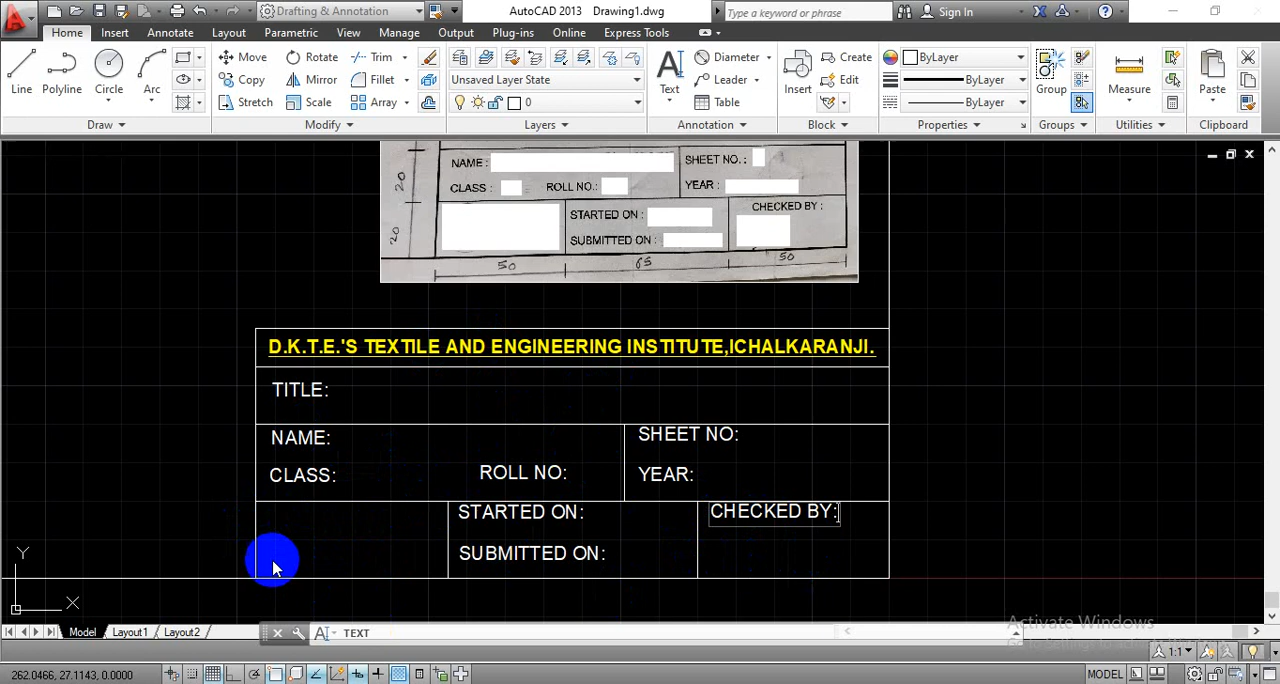 Drafting & Annotation
AutoCAD 2013 Drawing1.dwg
Type a keyword or phrase
Sign In
Home Insert Annotate Layout Parametric View Manage Output Plug-ins Online Express Tools
Move Rotate Trim
Unsaved Layer State
Diameter
Create
ByLayer
Line Polyline Circle Arc
Copy Mirror Fillet
Text
Leader
Insert
Edit
ByLayer
Group
Measure
Paste
Stretch Scale Array
0
Table
ByLayer
Draw Modify Layers Annotation Block Properties Groups Utilities Clipboard
NAME :
SHEET NO. :
20
CLASS :
ROLL NO.:
YEAR :
STARTED ON :
CHECKED BY :
20
SUBMITTED ON :
50 65 50
D.K.T.E.'S TEXTILE AND ENGINEERING INSTITUTE,ICHALKARANJI.
TITLE:
NAME:
SHEET NO:
CLASS:
ROLL NO:
YEAR:
STARTED ON:
CHECKED BY:
SUBMITTED ON:
Y
X
Activate Windows
Model Layout1 Layout2
TEXT
1:1
262.0466, 27.1143, 0.0000
MODEL